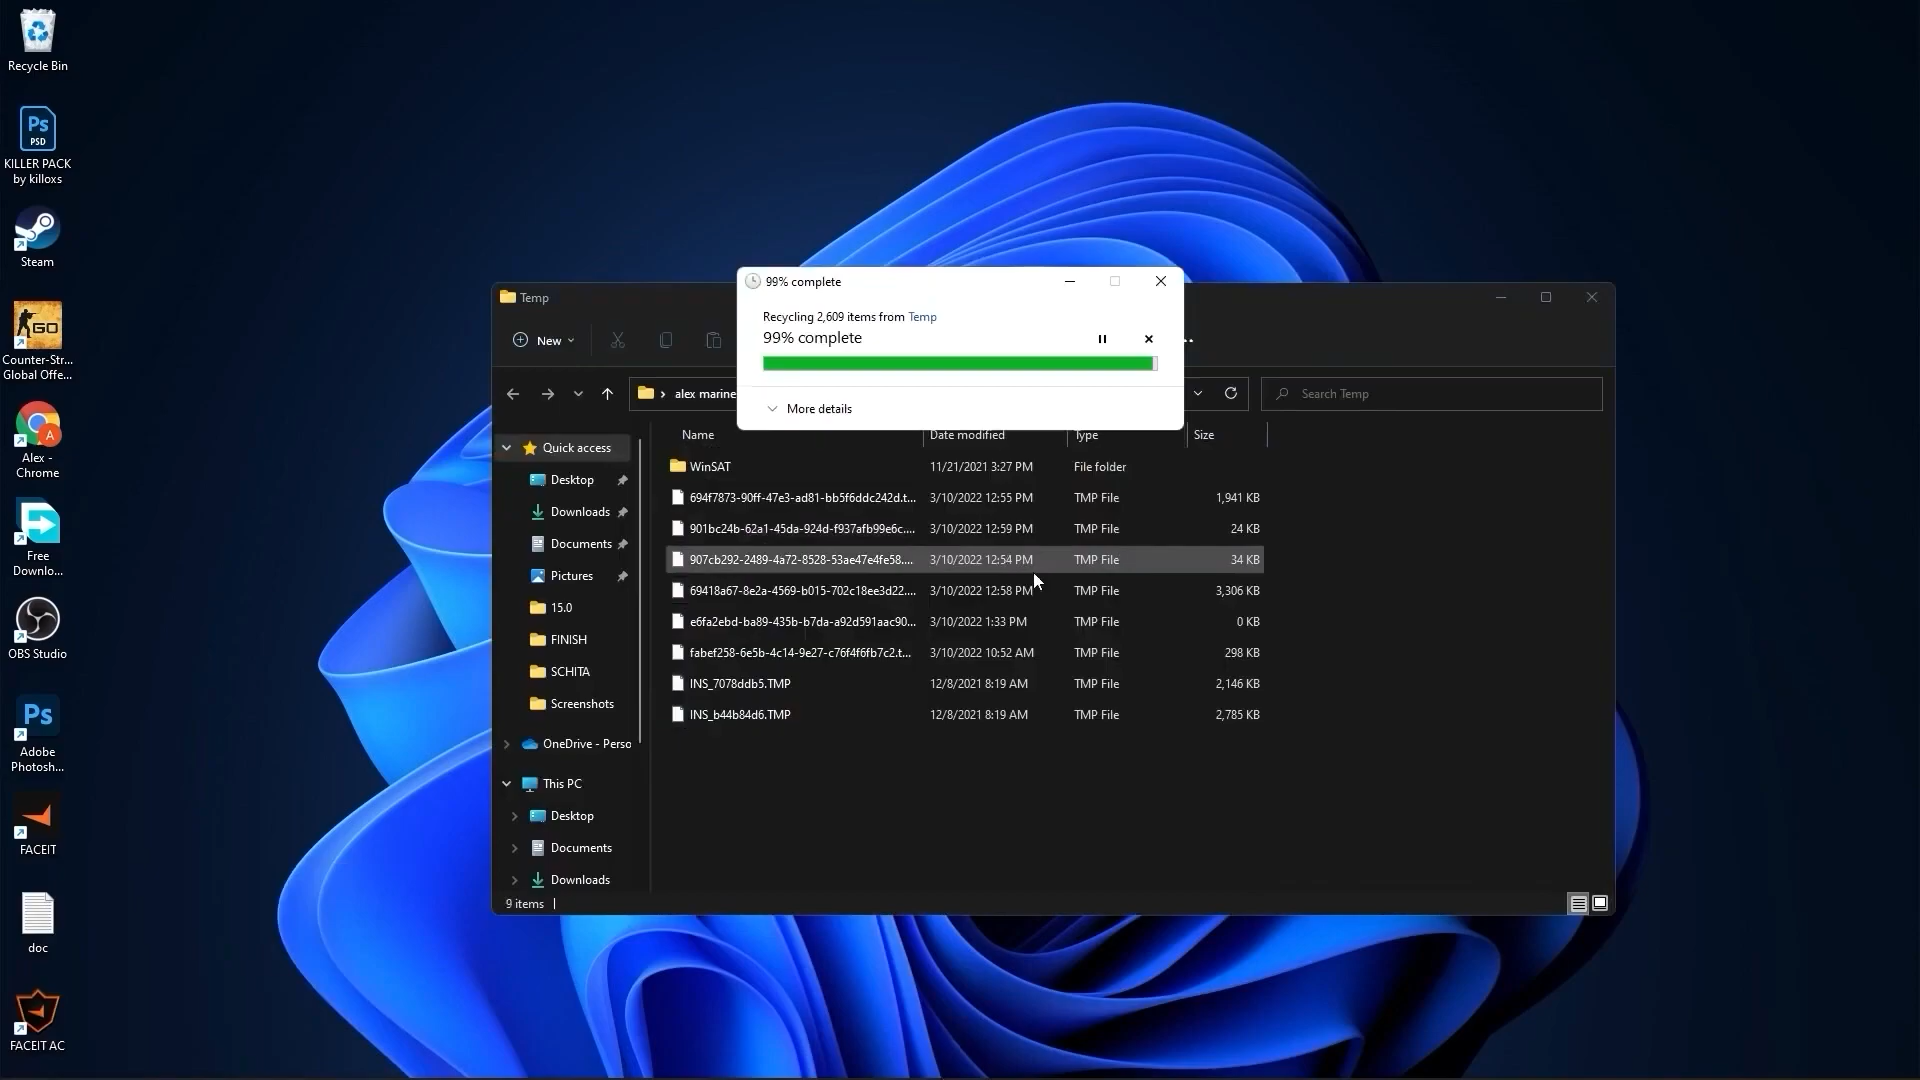 Recycle Bin
Ps
PSD
KILLER PACK
by killoxs
Steam
GO
Counter-Str...
Global Offe...
A
Alex -
Chrome
Free
Downlo...
OBS Studio
Ps
Adobe
Photosh...
FACEIT
doc
FACEIT AC
Temp
New
alex marine
Search Temp
99% complete
Recycling 2,609 items from Temp
99% complete
More details
Quick access
Desktop
Downloads
Documents
Pictures
15.0
FINISH
SCHITA
Screenshots
OneDrive - Perso
This PC
Desktop
Documents
Downloads
Name Date modified Type Size
WinSAT 11/21/2021 3:27 PM File folder
694f7873-90ff-47e3-ad81-bb5f6ddc242d.t... 3/10/2022 12:55 PM TMP File 1,941 KB
901bc24b-62a1-45da-924d-f937afb99e6c.... 3/10/2022 12:59 PM TMP File 24 KB
907cb292-2489-4a72-8528-53ae47e4fe58.... 3/10/2022 12:54 PM TMP File 34 KB
69418a67-8e2a-4569-b015-702c18ee3d22.... 3/10/2022 12:58 PM TMP File 3,306 KB
e6fa2ebd-ba89-435b-b7da-a92d591aac90... 3/10/2022 1:33 PM TMP File 0 KB
fabef258-6e5b-4c14-9e27-c76f4f6fb7c2.t... 3/10/2022 10:52 AM TMP File 298 KB
INS_7078ddb5.TMP 12/8/2021 8:19 AM TMP File 2,146 KB
INS_b44b84d6.TMP 12/8/2021 8:19 AM TMP File 2,785 KB
9 items